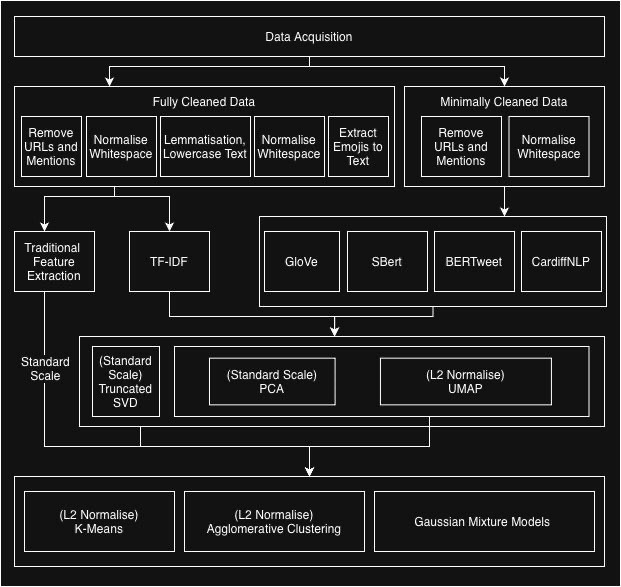 Data Acquisition
Fully Cleaned Data
Minimally Cleaned Data
Remove
URLs and
Mentions
Normalise
Whitespace
Lemmatisation,
Lowercase Text
Normalise
Whitespace
Extract
Emojis to
Text
Remove
URLs and
Mentions
Normalise
Whitespace
Traditional
Feature
Extraction
TF-IDF
GloVe
SBert
BERTweet
CardiffNLP
Standard
Scale
(Standard
Scale)
Truncated
SVD
(Standard Scale)
PCA
(L2 Normalise)
UMAP
(L2 Normalise)
K-Means
(L2 Normalise)
Agglomerative Clustering
Gaussian Mixture Models